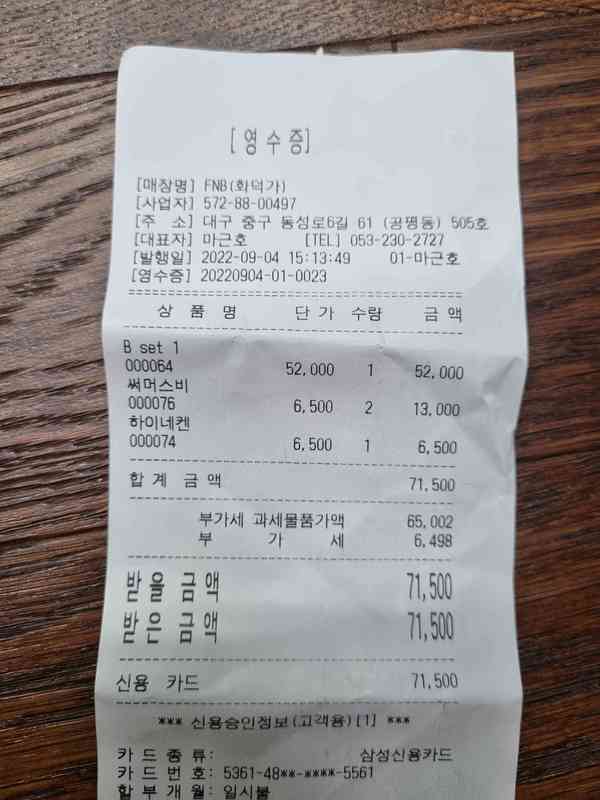 [영수증]
[매장명] FNB(화덕가)
[사업자] 572-88-00497
[주 소] 대구 중구 동성로6길 61 (공평동) 505호
[대표자] 마근호 [TEL] 053-230-2727
[발행일] 2022-09-04 15:13:49 01-마근호
[영수증] 20220904-01-0023
상 품 명 단 가 수량 금 액
B set 1
000064 52,000 1 52,000
써머스비
000076 6,500 2 13,000
하이네켄
000074 6,500 1 6,500
합 계 금 액 71,500
부가세 과세물품가액 65,002
부 가 세 6,498
받을 금액 71,500
받은 금액 71,500
신용 카드 71,500
*** 신용승인정보(고객용)[1] ***
카 드 종 류: 삼성신용카드
카 드 번 호: 5361-48**-****-5561
할 부 개 월: 일시불